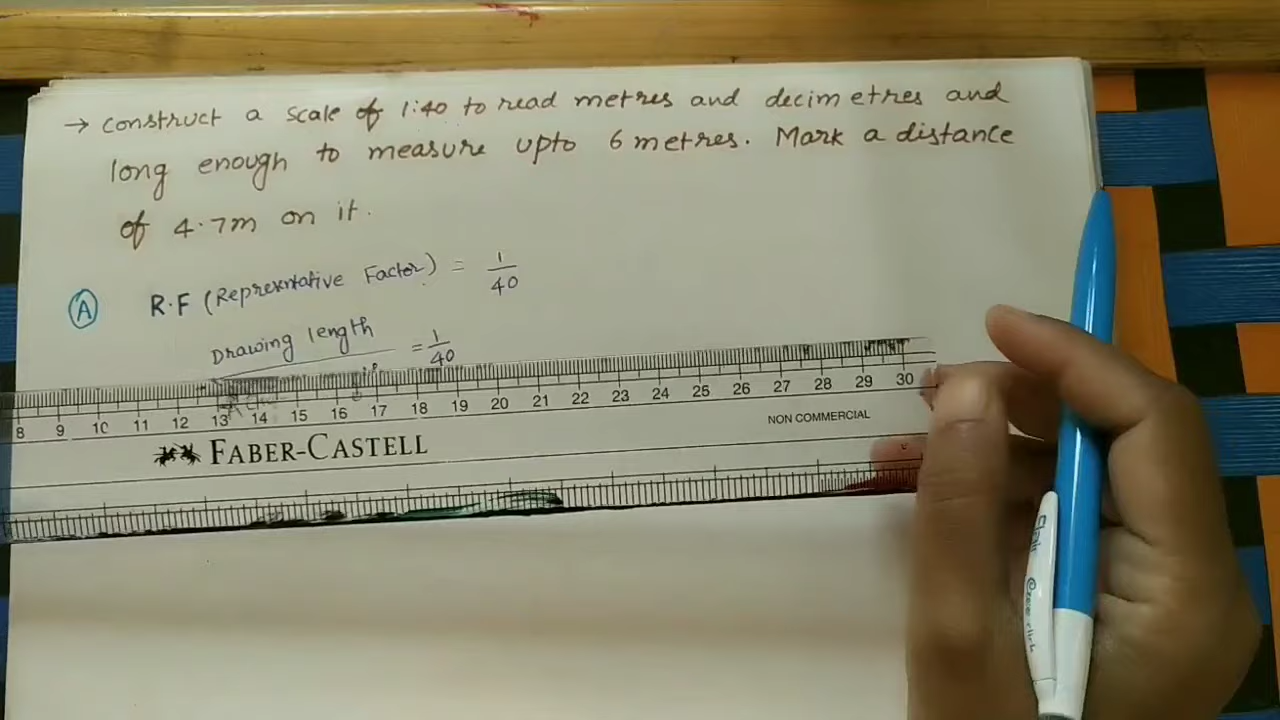 → construct a scale of 1:40 to read metres and decimetres and
long enough to measure upto 6 metres. Mark a distance
of 4.7m on it.
A R.F (Representative Factor) = 1/40
Drawing length = 1/40
8 9 10 11 12 13 14 15 16 17 18 19 20 21 22 23 24 25 26 27 28 29 30
FABER-CASTELL NON COMMERCIAL
Flair